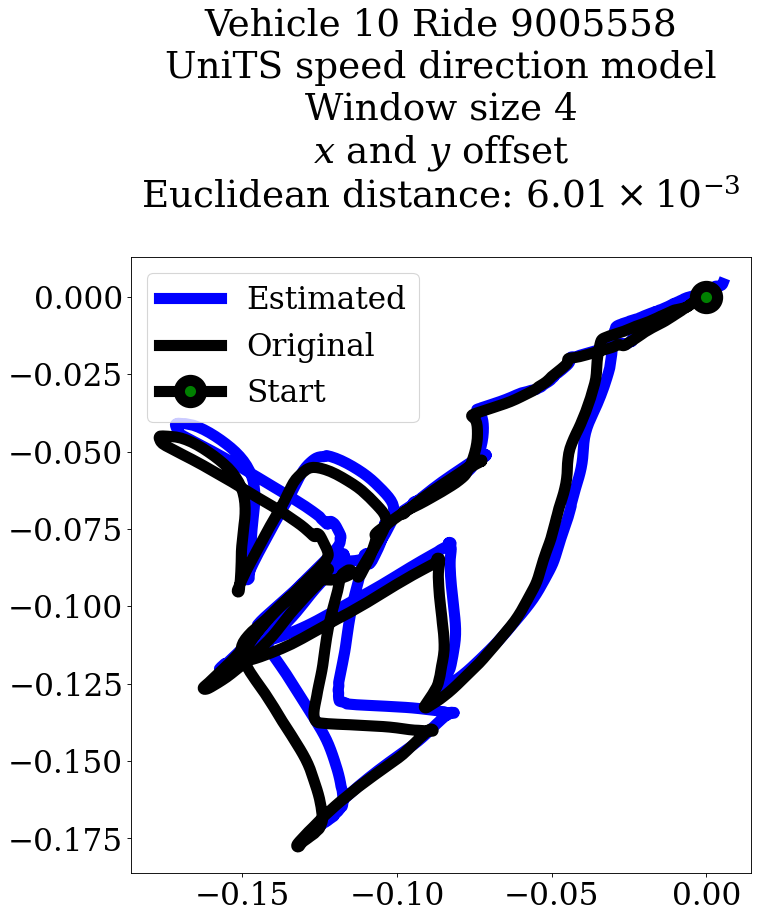 Vehicle 10 Ride 9005558
UniTS speed direction model
Window size 4
x and y offset
Euclidean distance: 6.01 × 10⁻³
Estimated
Original
Start
0.000
−0.025
−0.050
−0.075
−0.100
−0.125
−0.150
−0.175
−0.15 −0.10 −0.05 0.00